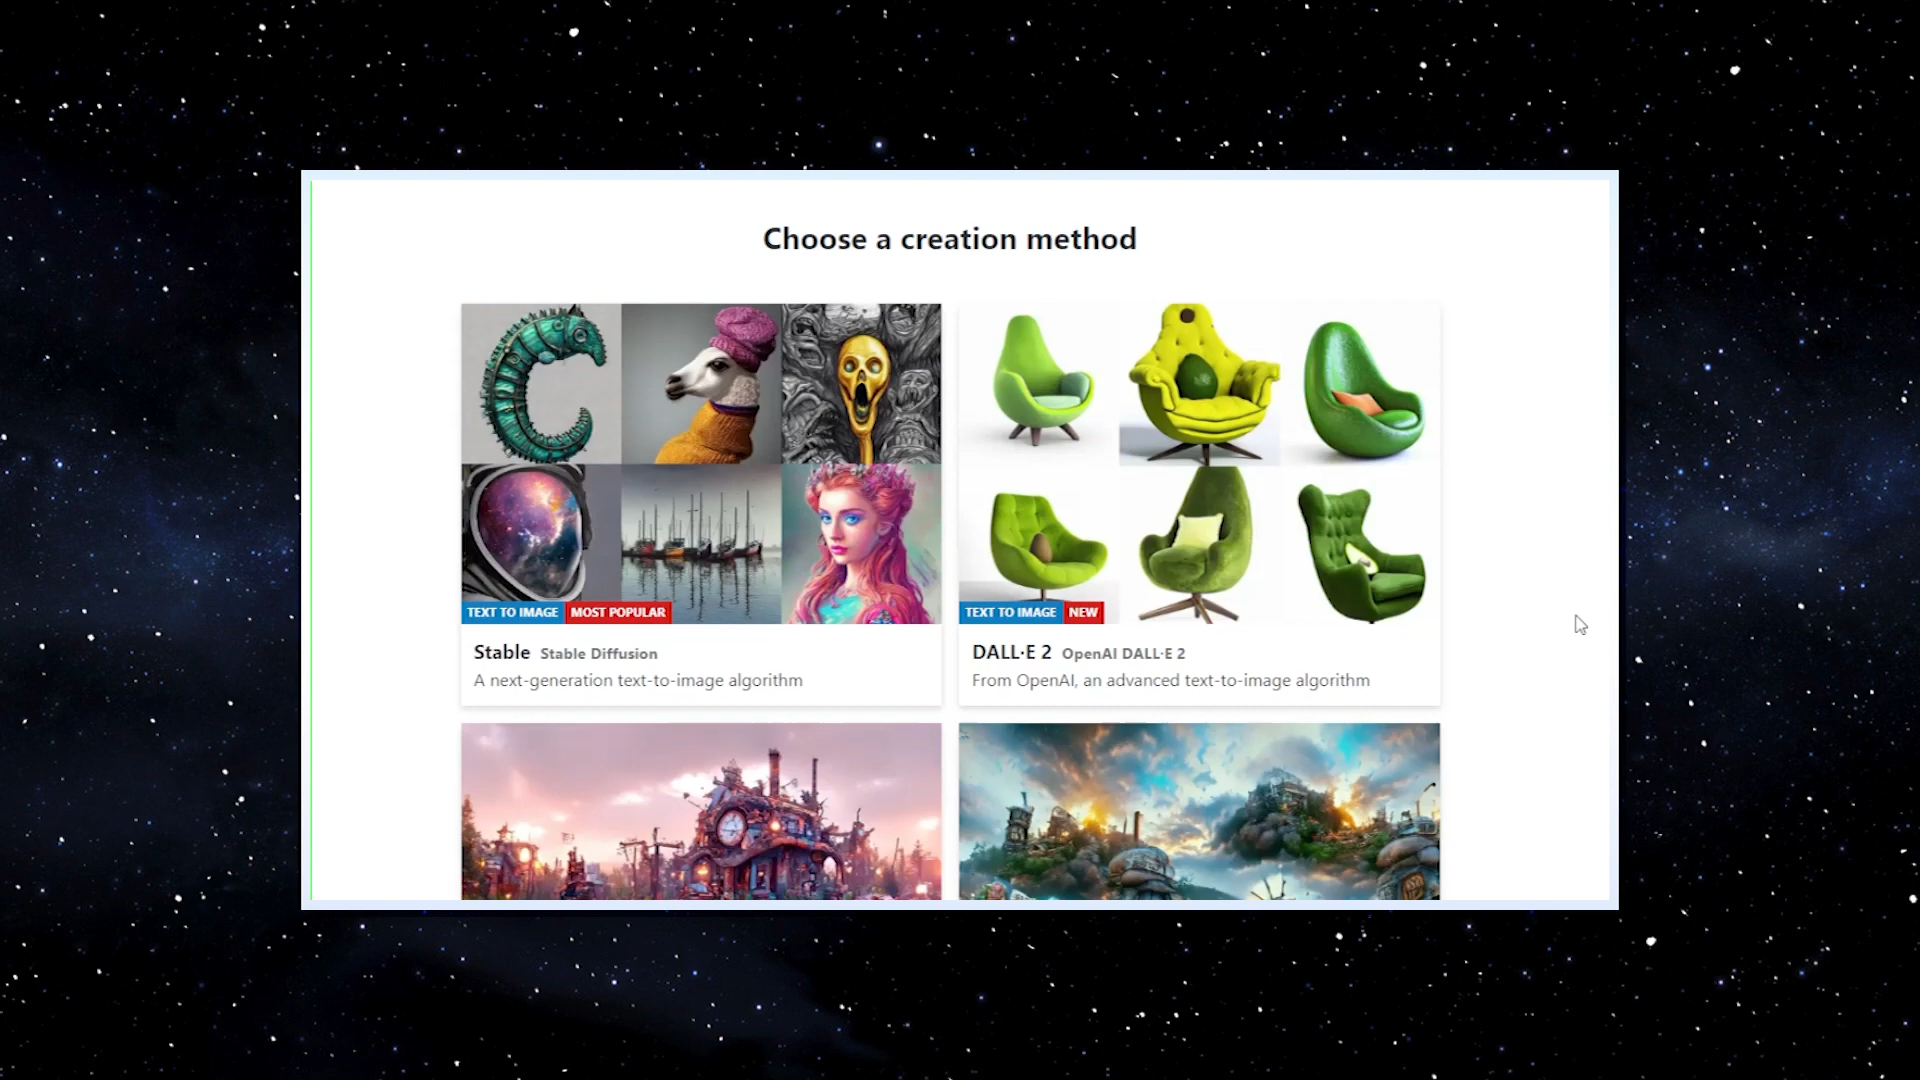 Choose a creation method
TEXT TO IMAGE MOST POPULAR
Stable Stable Diffusion
A next-generation text-to-image algorithm
TEXT TO IMAGE NEW
DALL·E 2 OpenAI DALL·E 2
From OpenAI, an advanced text-to-image algorithm